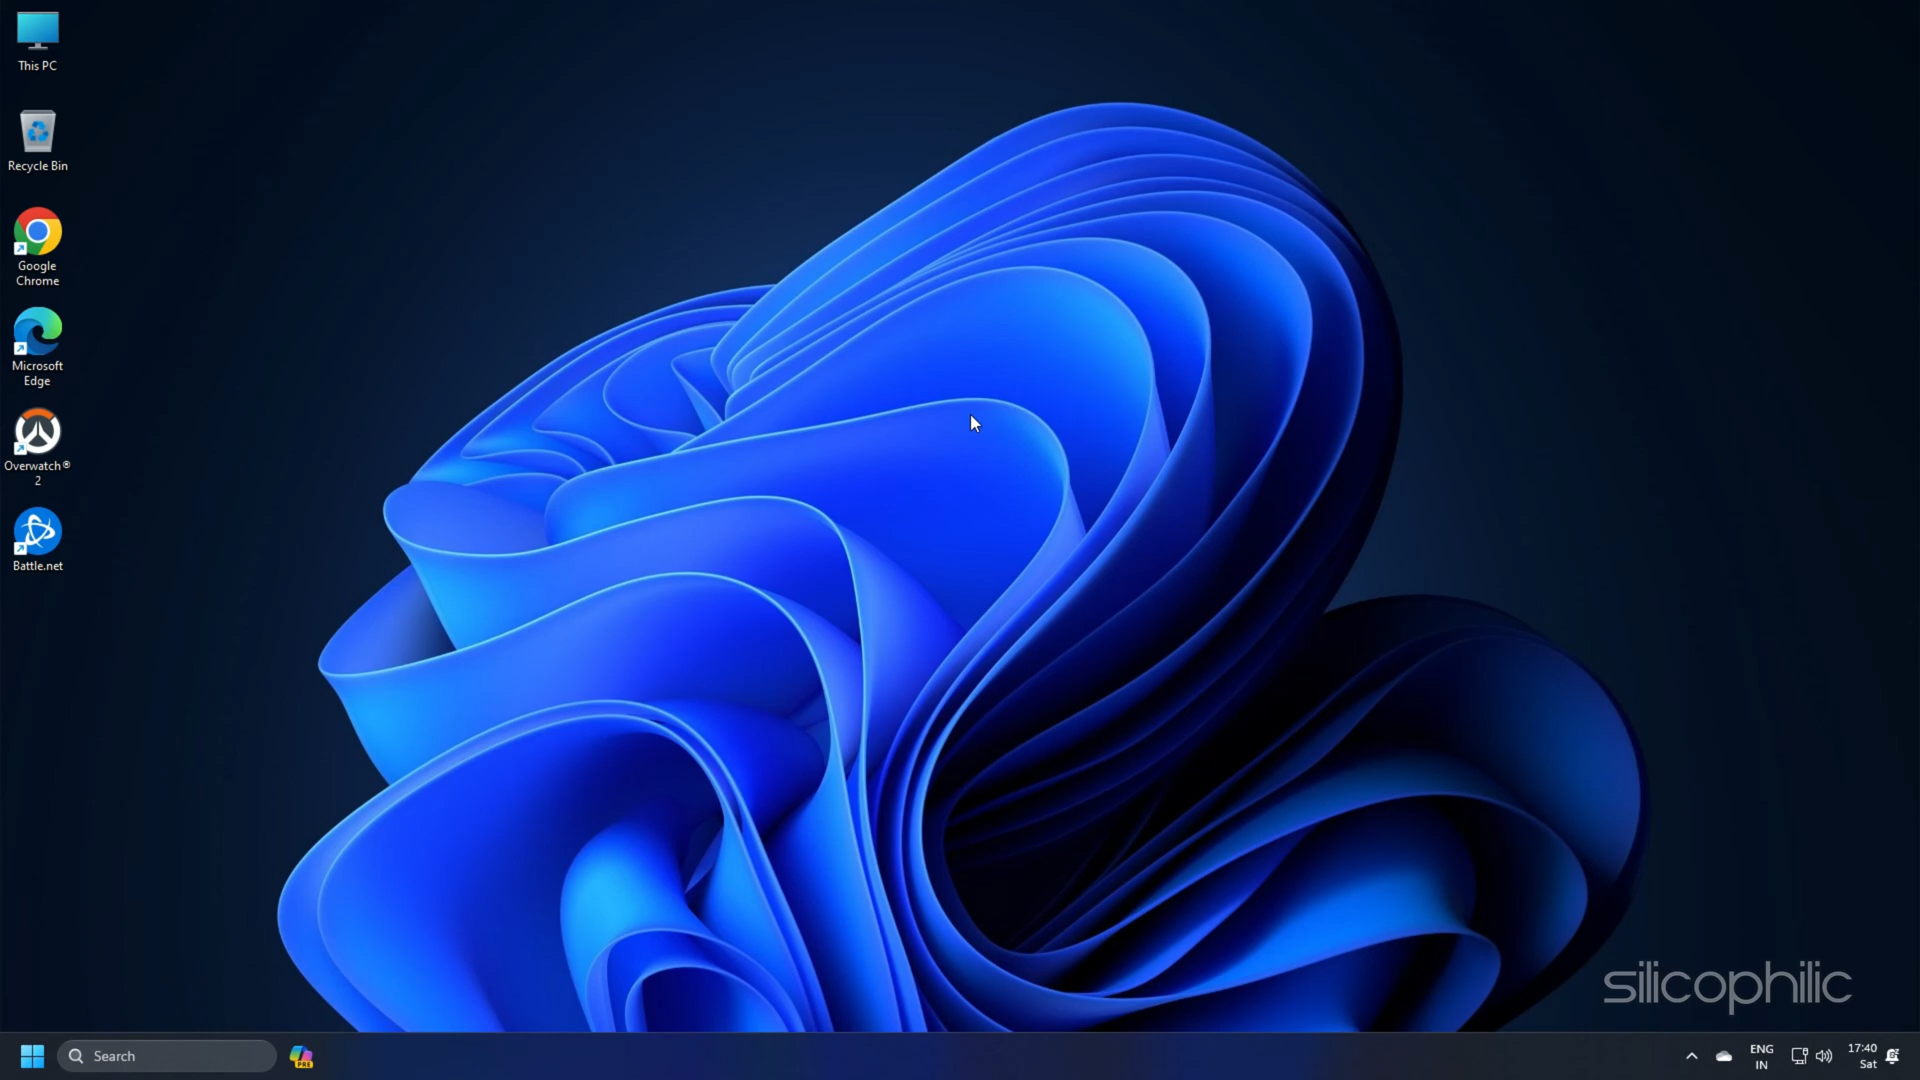 This PC
Recycle Bin
Google
Chrome
Microsoft
Edge
Overwatch®
2
Battle.net
silicophilic
Search
PRE
ENG
IN
17:40
Sat